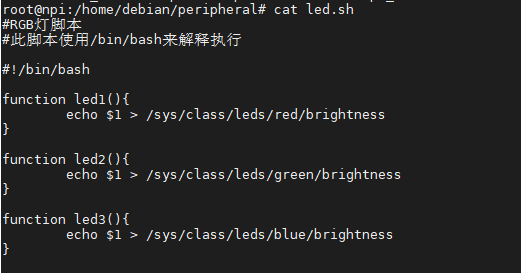 root@npi:/home/debian/peripheral# cat led.sh
#RGB灯脚本
#此脚本使用/bin/bash来解释执行
#!/bin/bash
function led1(){
echo $1 > /sys/class/leds/red/brightness
}
function led2(){
echo $1 > /sys/class/leds/green/brightness
}
function led3(){
echo $1 > /sys/class/leds/blue/brightness
}